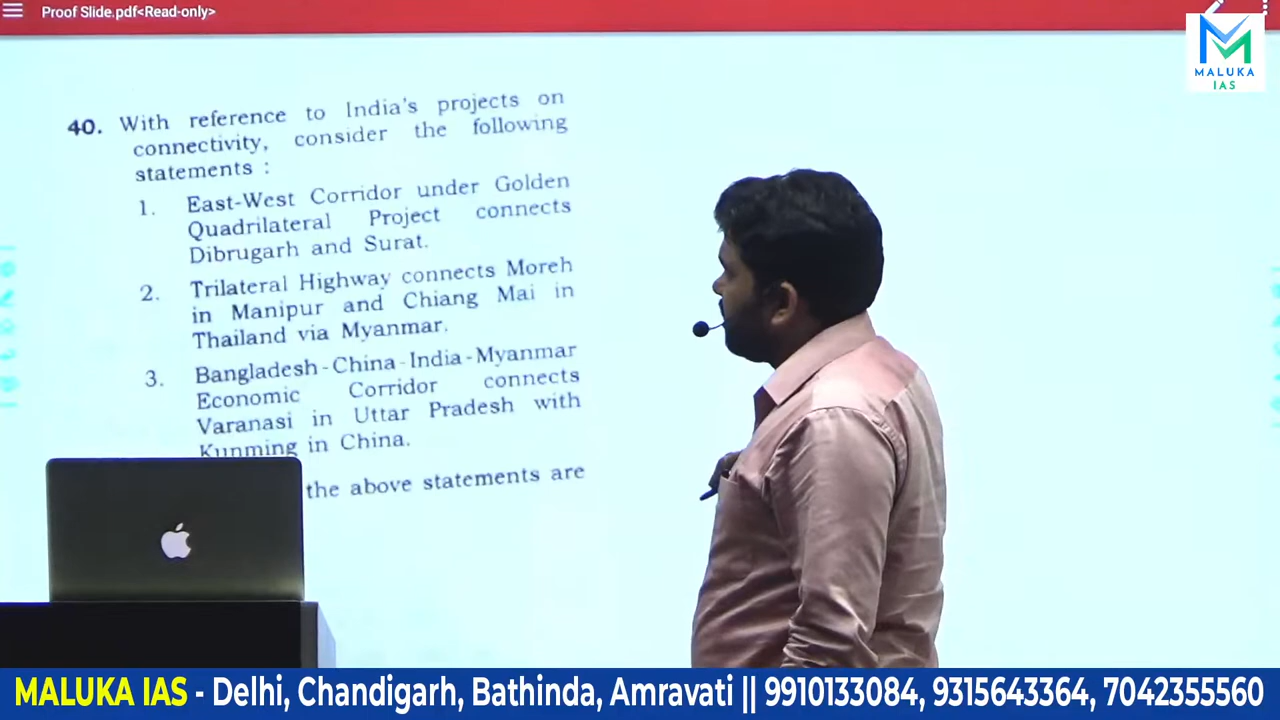 Proof Slide.pdf<Read-only>
MALUKA
IAS
40. With reference to India's projects on
connectivity, consider the following
statements :
1. East-West Corridor under Golden
Quadrilateral Project connects
Dibrugarh and Surat.
2. Trilateral Highway connects Moreh
in Manipur and Chiang Mai in
Thailand via Myanmar.
3. Bangladesh-China-India-Myanmar
Economic Corridor connects
Varanasi in Uttar Pradesh with
Kunming in China.
the above statements are
MALUKA IAS - Delhi, Chandigarh, Bathinda, Amravati || 9910133084, 9315643364, 7042355560